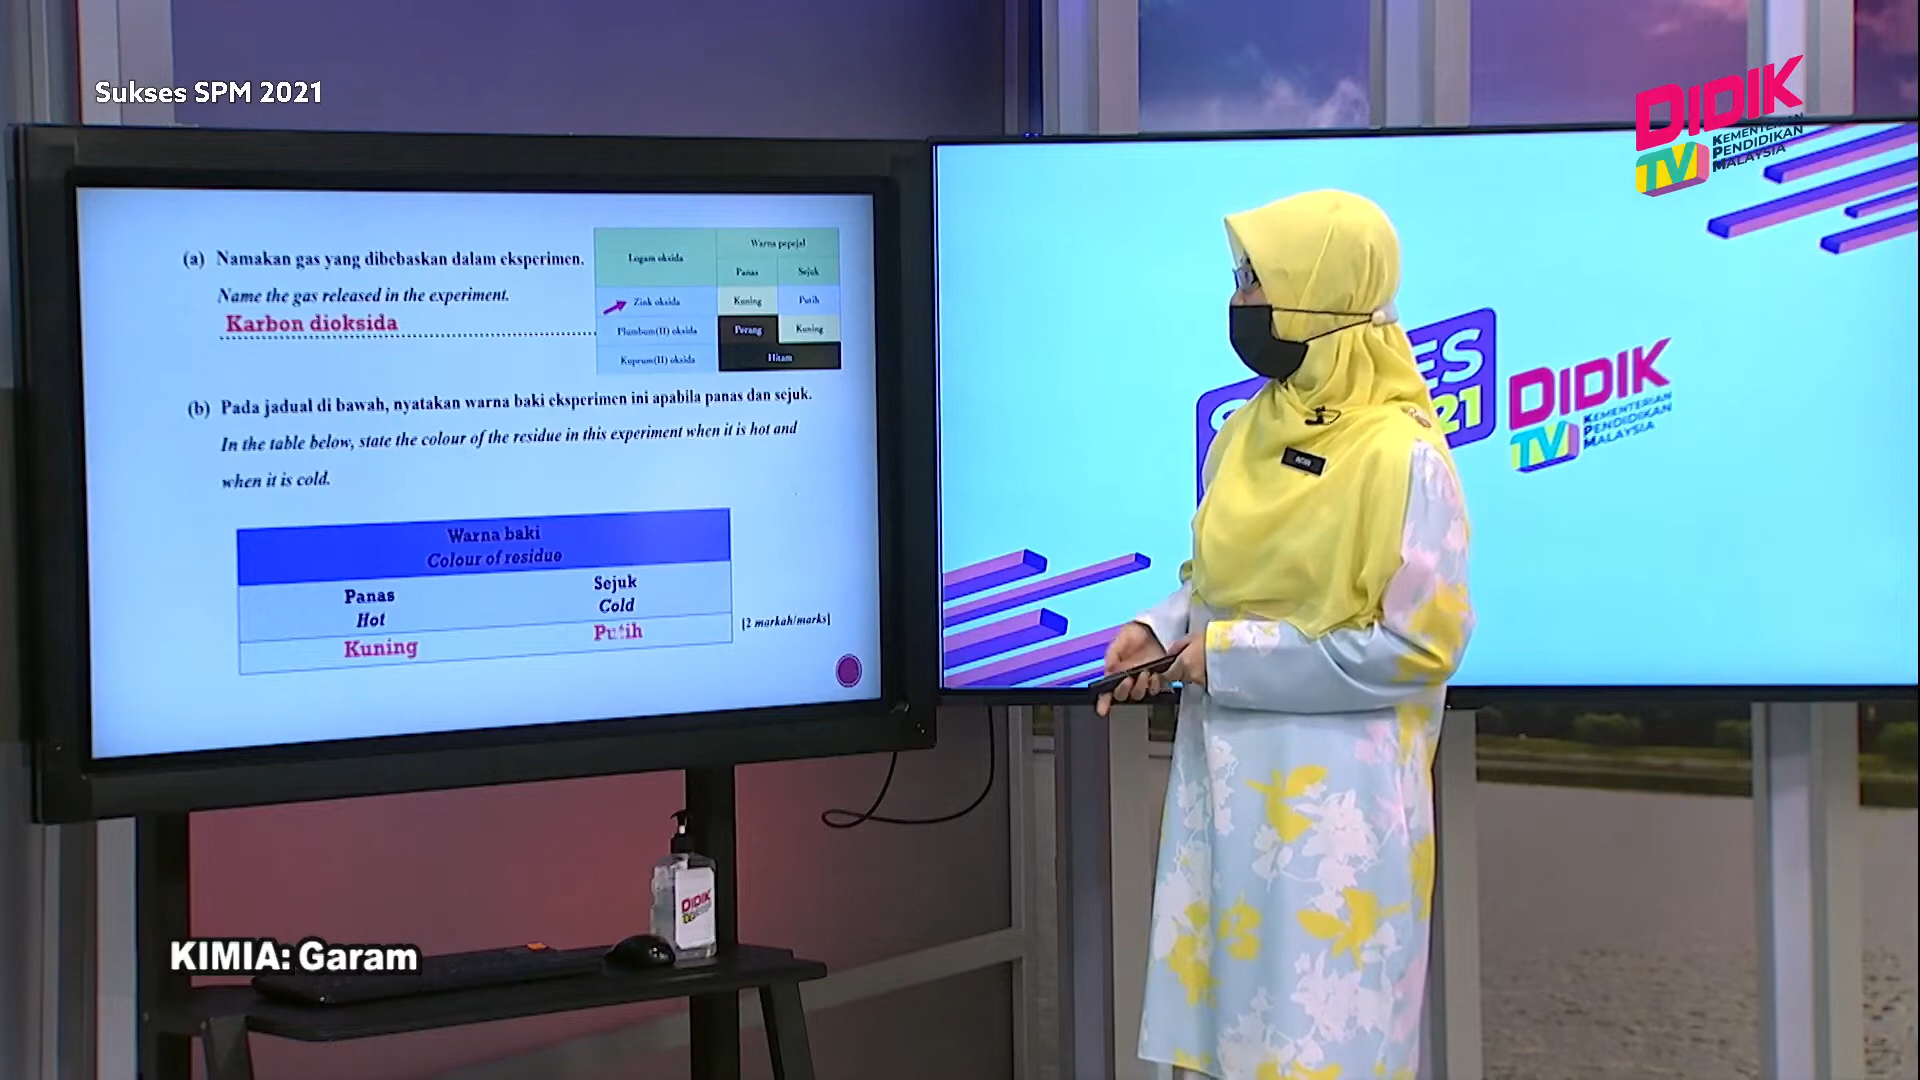 Sukses SPM 2021
DIDIK
TV
KEMENTERIAN
PENDIDIKAN
MALAYSIA
(a) Namakan gas yang dibebaskan dalam eksperimen.
Name the gas released in the experiment.
Karbon dioksida
Logam oksida
Warna pepejal
Panas Sejuk
Zink oksida Kuning Putih
Plumbum(II) oksida Perang Kuning
Kuprum(II) oksida Hitam
(b) Pada jadual di bawah, nyatakan warna baki eksperimen ini apabila panas dan sejuk.
In the table below, state the colour of the residue in this experiment when it is hot and
when it is cold.
Warna baki
Colour of residue
Panas Sejuk
Hot Cold
Kuning Putih
[2 markah/marks]
ES
21
DIDIK
TV
KEMENTERIAN
PENDIDIKAN
MALAYSIA
INTAN
DIDIK
TV
KIMIA: Garam